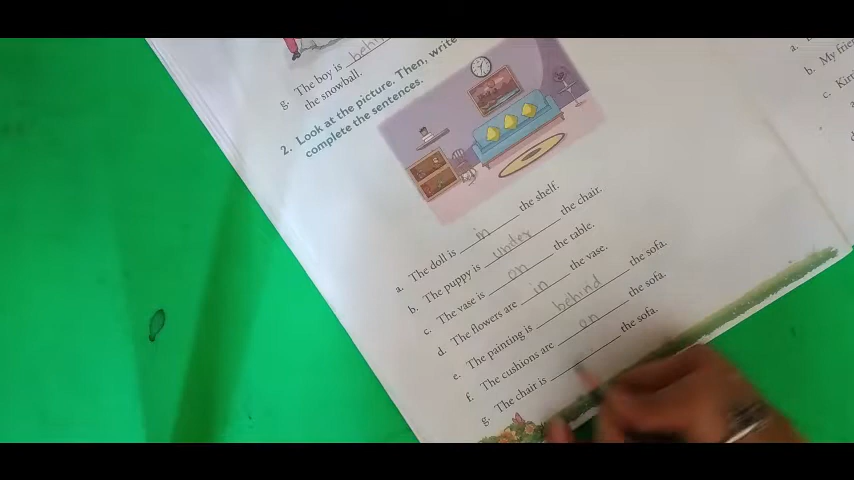 g. The boy is behi
the snowball.
2. Look at the picture. Then, write
complete the sentences.
a. The doll is in the shelf.
b. The puppy is under the chair.
c. The vase is on the table.
d. The flowers are in the vase.
e. The painting is behind the sofa.
f. The cushions are on the sofa.
g. The chair is the sofa.
a.
b. My frie
c. Kirt